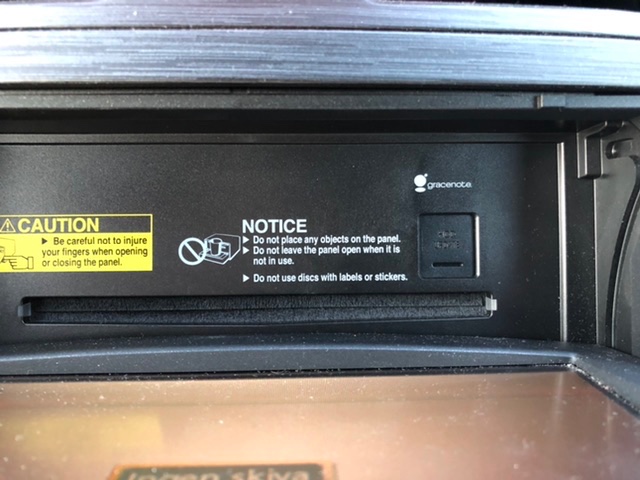 gracenote.
CAUTION
▶ Be careful not to injure
your fingers when opening
or closing the panel.
NOTICE
▶ Do not place any objects on the panel.
▶ Do not leave the panel open when it is
not in use.
▶ Do not use discs with labels or stickers.
Ingen skiva